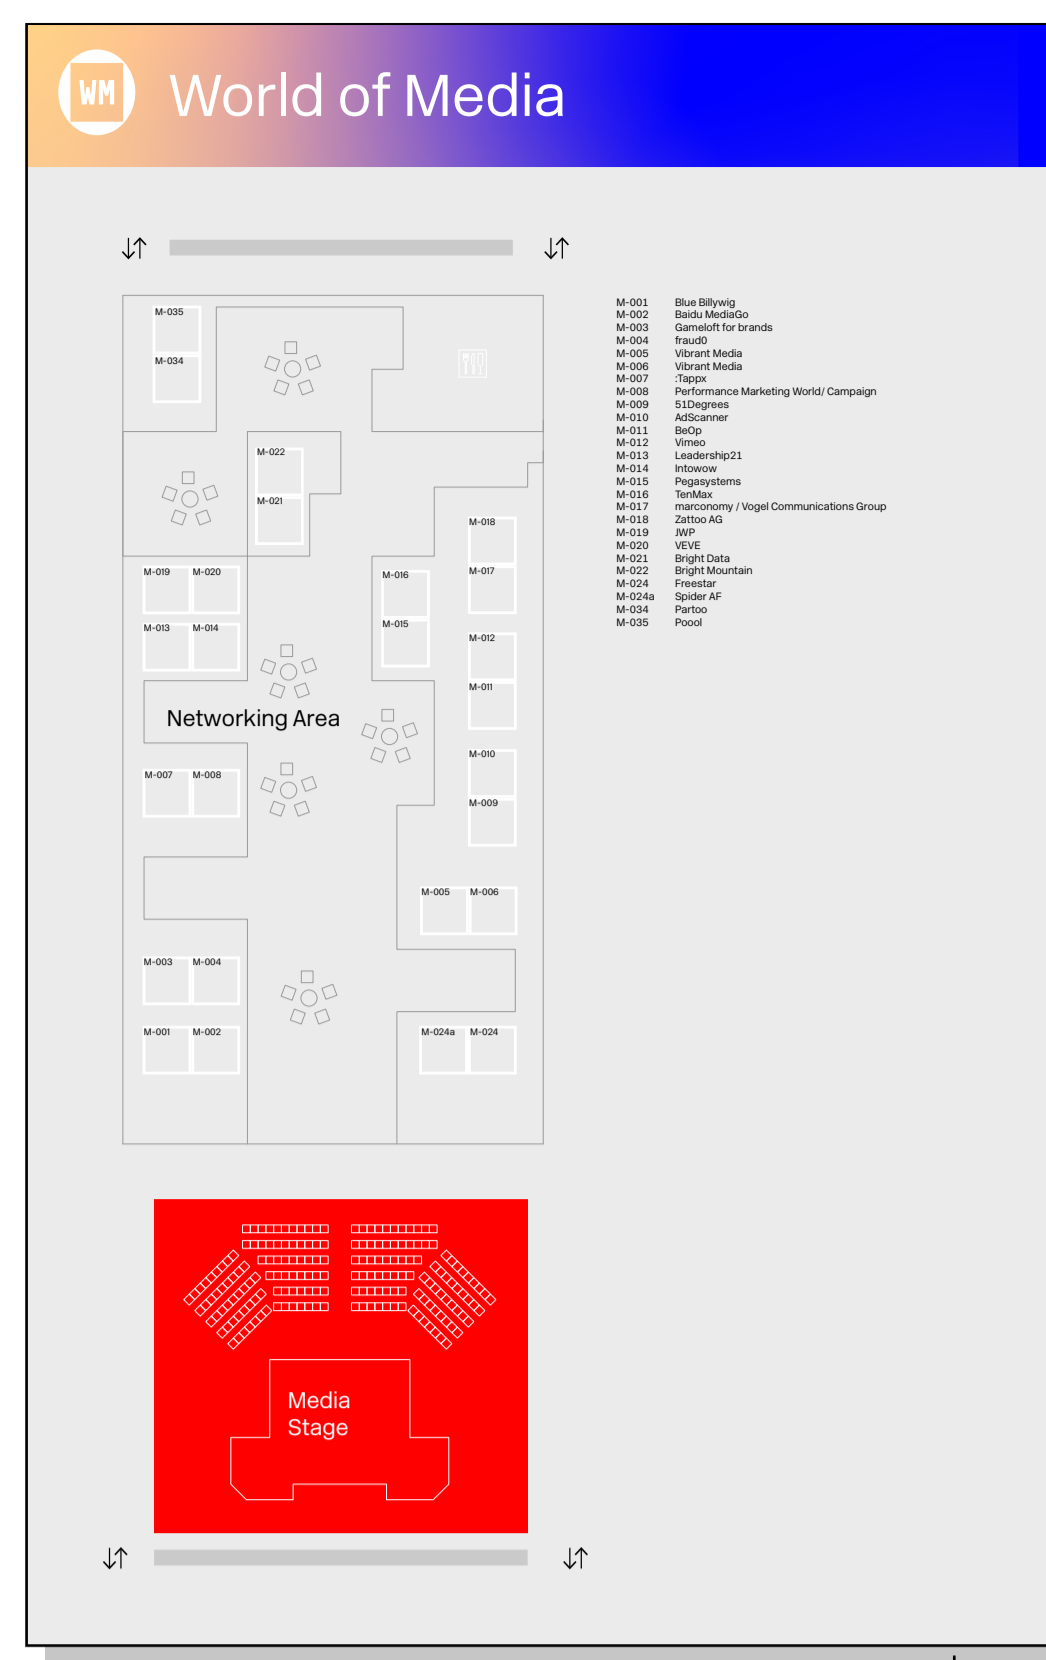 WM
World of Media
M-035
M-034
M-022
M-021
M-018
M-017
M-019 M-020
M-016
M-013 M-014
M-015
M-012
M-011
Networking Area
M-010
M-007 M-008
M-009
M-005 M-006
M-003 M-004
M-001 M-002
M-024a M-024
M-001 Blue Billywig
M-002 Baidu MediaGo
M-003 Gameloft for brands
M-004 fraud0
M-005 Vibrant Media
M-006 Vibrant Media
M-007 :Tappx
M-008 Performance Marketing World/ Campaign
M-009 51Degrees
M-010 AdScanner
M-011 BeOp
M-012 Vimeo
M-013 Leadership21
M-014 Intowow
M-015 Pegasystems
M-016 TenMax
M-017 marconomy / Vogel Communications Group
M-018 Zattoo AG
M-019 JWP
M-020 VEVE
M-021 Bright Data
M-022 Bright Mountain
M-024 Freestar
M-024a Spider AF
M-034 Partoo
M-035 Poool
Media
Stage